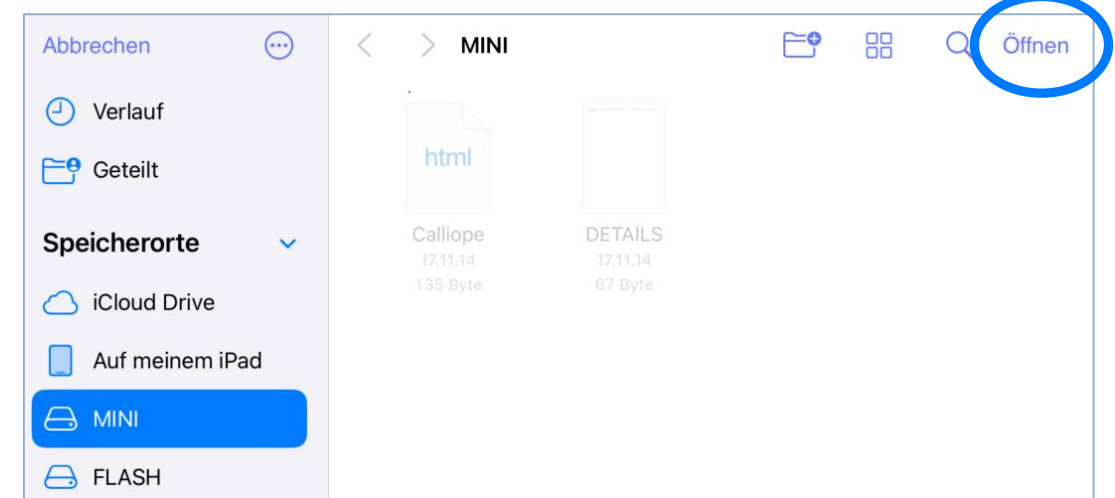 Abbrechen
MINI
Öffnen
Verlauf
Geteilt
Speicherorte
iCloud Drive
Auf meinem iPad
MINI
FLASH
html
Calliope
17.11.14
135 Byte
DETAILS
17.11.14
67 Byte